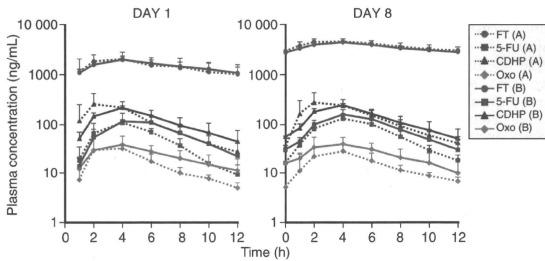 DAY 1
DAY 8
Plasma concentration (ng/mL)
10 000
1000
100
10
1
0 2 4 6 8 10 12
10 000
1000
100
10
1
0 2 4 6 8 10 12
Time (h)
FT (A)
5-FU (A)
CDHP (A)
Oxo (A)
FT (B)
5-FU (B)
CDHP (B)
Oxo (B)